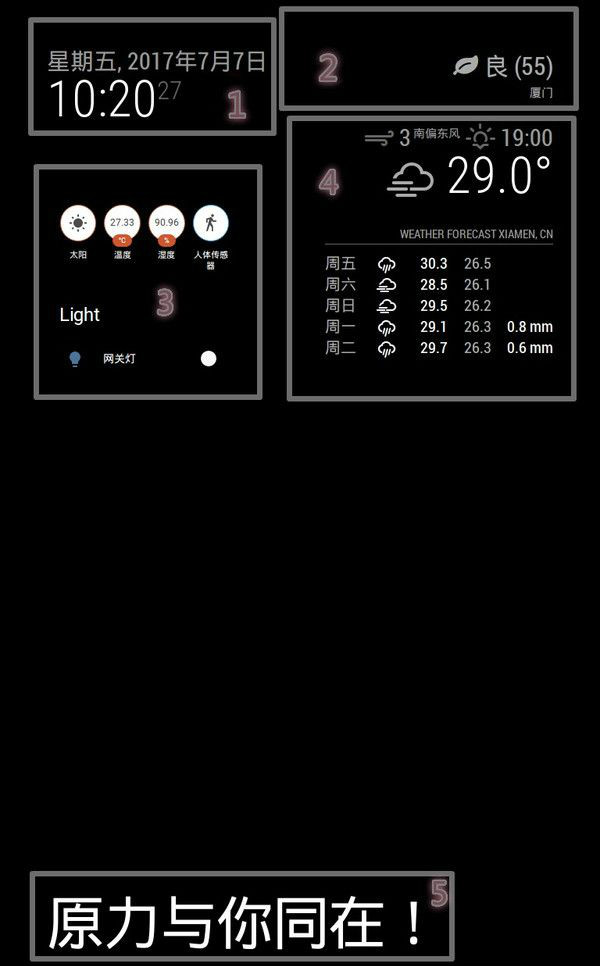 星期五, 2017年7月7日
10:20 27
1
2
良 (55)
厦门
27.33
90.96
°C
%
太阳
温度
湿度
人体传感
器
3
Light
网关灯
3 南偏东风 19:00
4
29.0°
WEATHER FORECAST XIAMEN, CN
周五 30.3 26.5
周六 28.5 26.1
周日 29.5 26.2
周一 29.1 26.3 0.8 mm
周二 29.7 26.3 0.6 mm
5
原力与你同在！